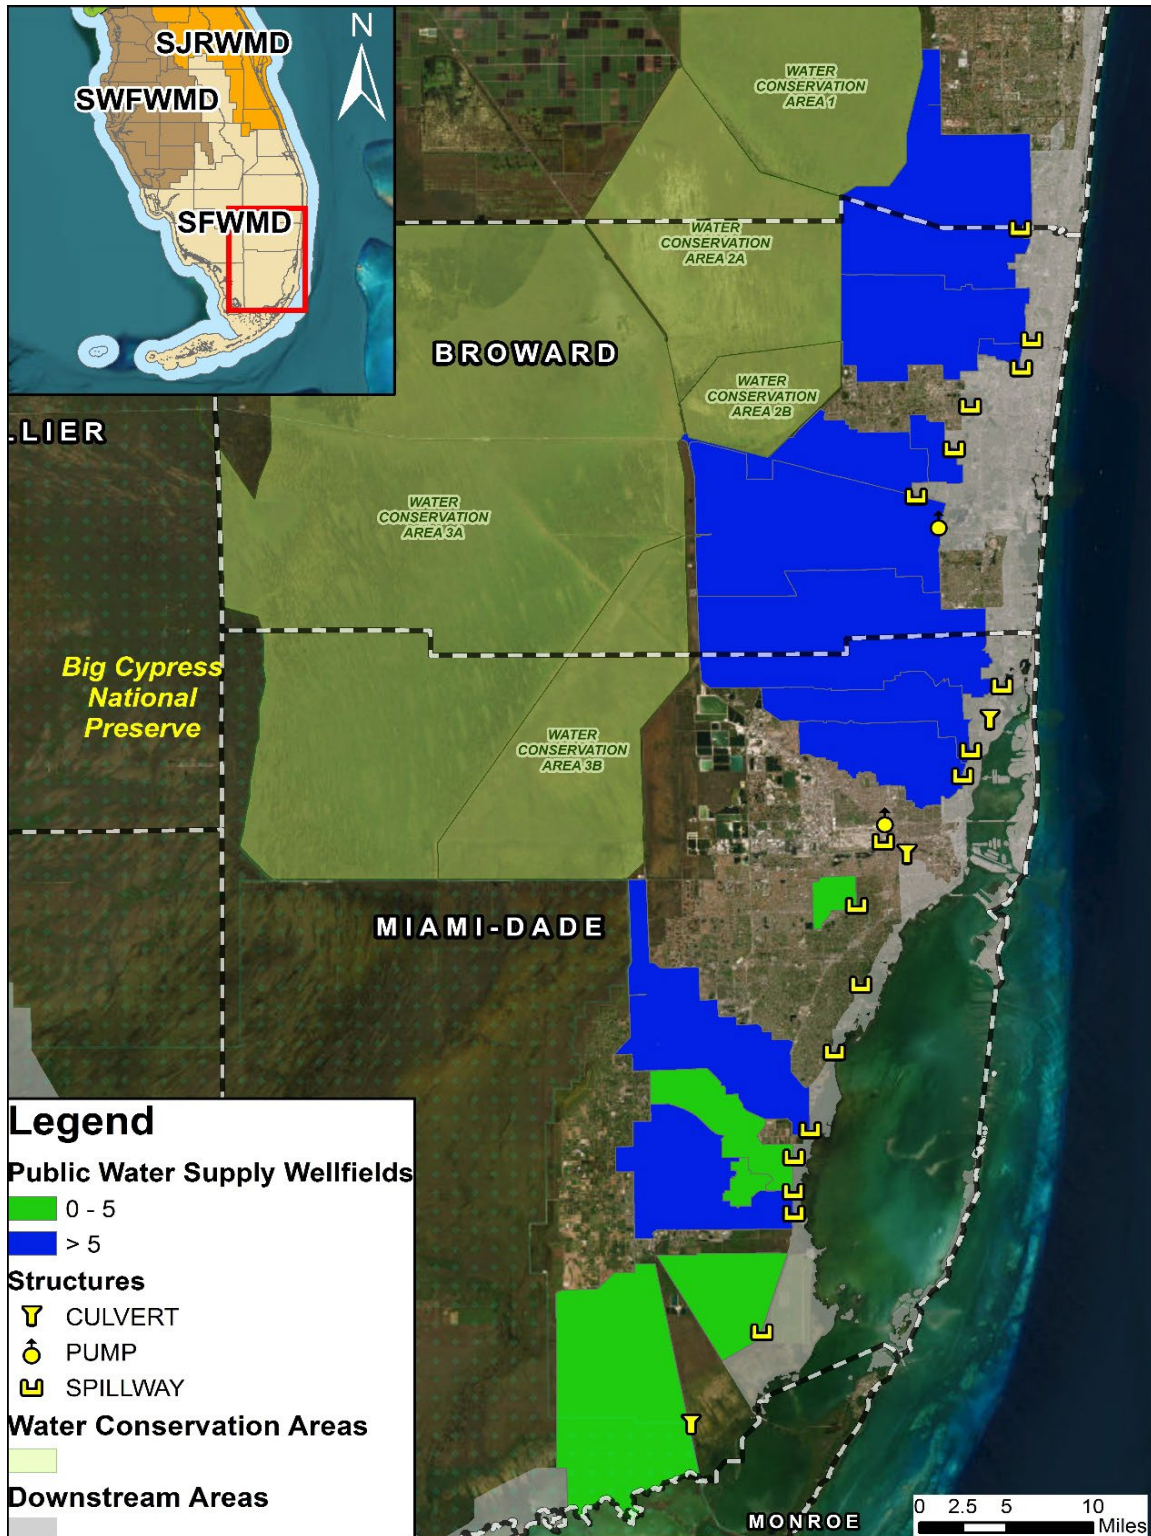 SJRWMD
SWFWMD
SFWMD
N
WATER
CONSERVATION
AREA 1
WATER
CONSERVATION
AREA 2A
BROWARD
WATER
CONSERVATION
AREA 2B
LLIER
WATER
CONSERVATION
AREA 3A
Big Cypress
National
Preserve
WATER
CONSERVATION
AREA 3B
MIAMI-DADE
Legend
Public Water Supply Wellfields
0 - 5
> 5
Structures
CULVERT
PUMP
SPILLWAY
Water Conservation Areas
Downstream Areas
MONROE
0 2.5 5 10
Miles